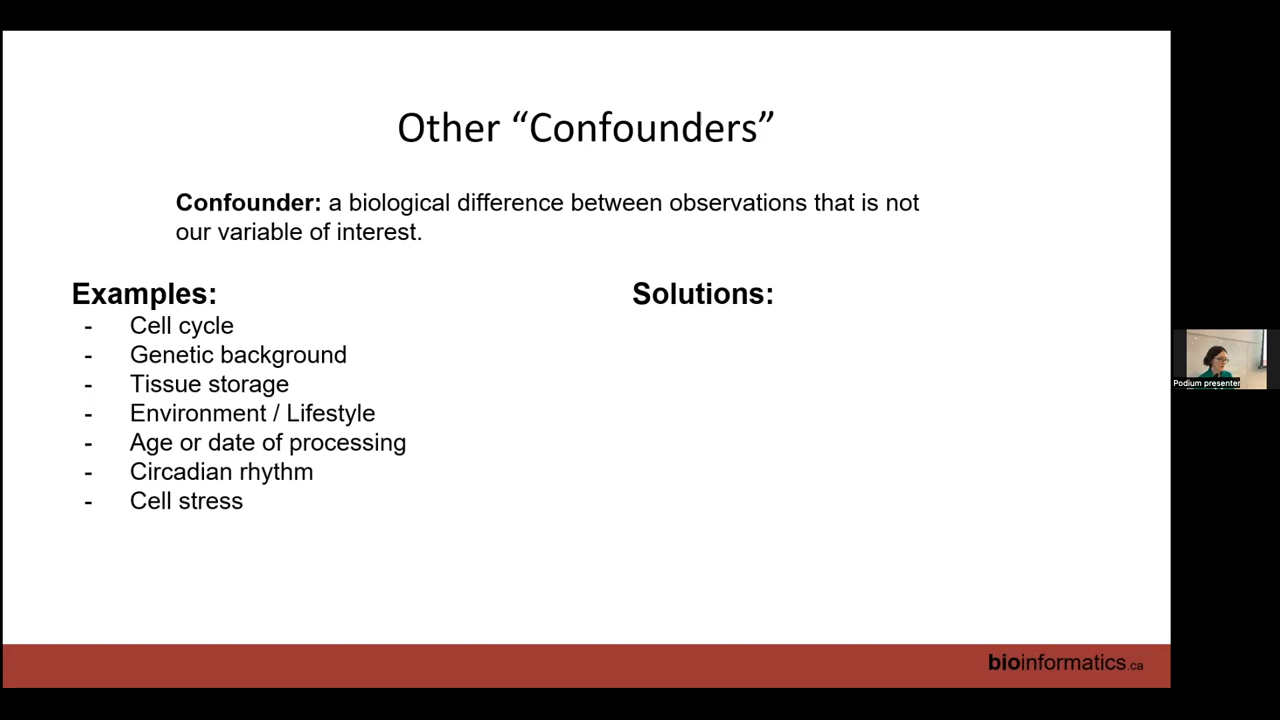 Other “Confounders”
Confounder: a biological difference between observations that is not
our variable of interest.
Examples:
- Cell cycle
- Genetic background
- Tissue storage
- Environment / Lifestyle
- Age or date of processing
- Circadian rhythm
- Cell stress
Solutions:
Podium presenter
bioinformatics.ca